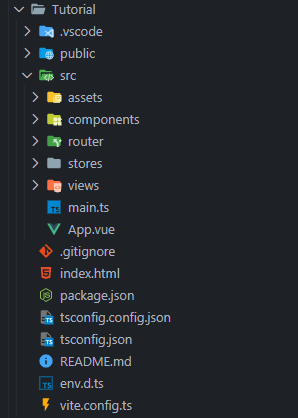 Tutorial
.vscode
public
src
assets
components
router
stores
views
main.ts
App.vue
.gitignore
index.html
package.json
tsconfig.config.json
tsconfig.json
README.md
env.d.ts
vite.config.ts